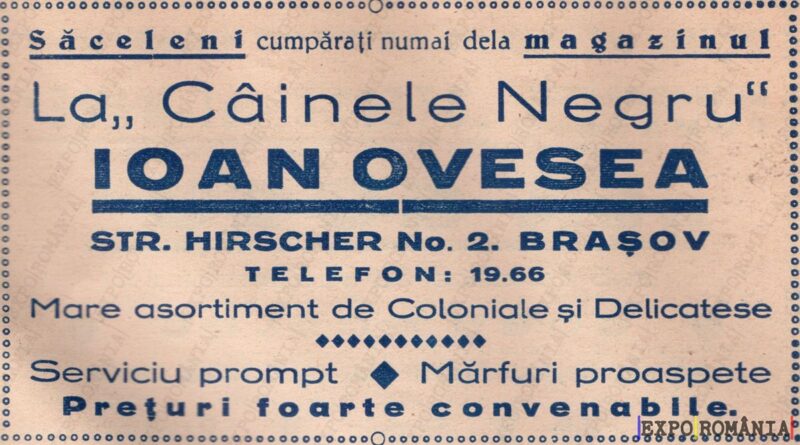 Săceleni cumpărați numai dela magazinul
La „Câinele Negru“
IOAN OVESEA
STR. HIRSCHER No. 2. BRAȘOV
TELEFON: 19.66
Mare asortiment de Coloniale și Delicatese
Serviciu prompt ◆ Mărfuri proaspete
Prețuri foarte convenabile.
EXPO ROMÂNIA